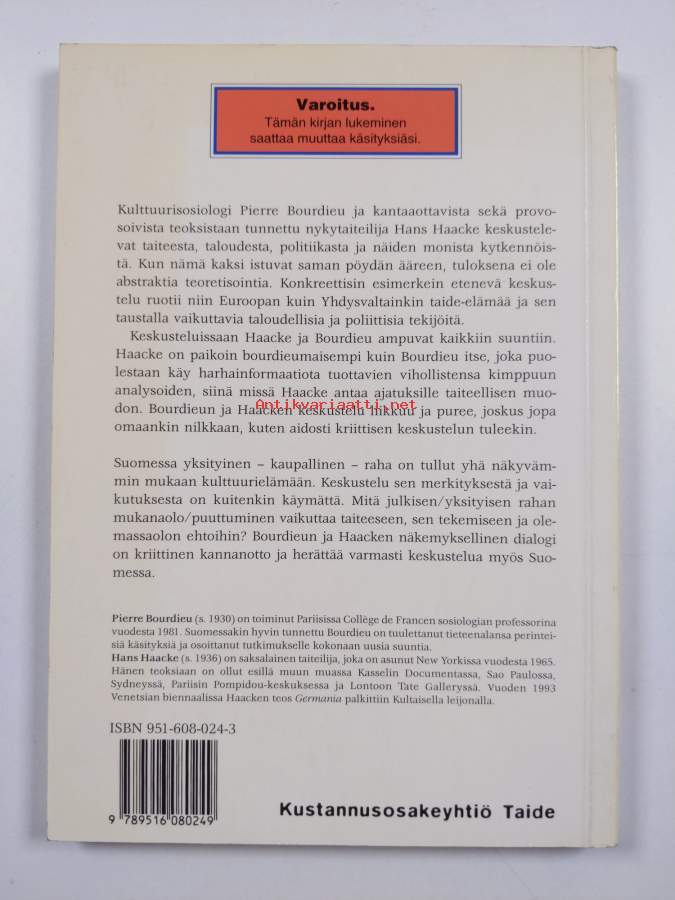 Varoitus.
Tämän kirjan lukeminen
saattaa muuttaa käsityksiäsi.
Kulttuurisosiologi Pierre Bourdieu ja kantaaottavista sekä provo-
soivista teoksistaan tunnettu nykytaiteilija Hans Haacke keskustele-
vat taiteesta, taloudesta, politiikasta ja näiden monista kytkennöis-
tä. Kun nämä kaksi istuvat saman pöydän ääreen, tuloksena ei ole
abstraktia teoretisointia. Konkreettisin esimerkein etenevä keskus-
telu ruotii niin Euroopan kuin Yhdysvaltainkin taide-elämää ja sen
taustalla vaikuttavia taloudellisia ja poliittisia tekijöitä.
Keskusteluissaan Haacke ja Bourdieu ampuvat kaikkiin suuntiin.
Haacke on paikoin bourdieumaisempi kuin Bourdieu itse, joka puo-
lestaan käy harhainformaatiota tuottavien vihollistensa kimppuun
analysoiden, siinä missä Haacke antaa ajatuksille taiteellisen muo-
don. Bourdieun ja Haacken keskustelu liikkuu ja puree, joskus jopa
Antikvariaatti.net
omaankin nilkkaan, kuten aidosti kriittisen keskustelun tuleekin.
Suomessa yksityinen – kaupallinen – raha on tullut yhä näkyväm-
min mukaan kulttuurielämään. Keskustelu sen merkityksestä ja vai-
kutuksesta on kuitenkin käymättä. Mitä julkisen/yksityisen rahan
mukanaolo/puuttuminen vaikuttaa taiteeseen, sen tekemiseen ja ole-
massaolon ehtoihin? Bourdieun ja Haacken näkemyksellinen dialogi
on kriittinen kannanotto ja herättää varmasti keskustelua myös Suo-
messa.
Pierre Bourdieu (s. 1930) on toiminut Pariisissa Collège de Francen sosiologian professorina
vuodesta 1981. Suomessakin hyvin tunnettu Bourdieu on tuulettanut tieteenalansa perintei-
siä käsityksiä ja osoittanut tutkimukselle kokonaan uusia suuntia.
Hans Haacke (s. 1936) on saksalainen taiteilija, joka on asunut New Yorkissa vuodesta 1965.
Hänen teoksiaan on ollut esillä muun muassa Kasselin Documentassa, Sao Paulossa,
Sydneyssä, Pariisin Pompidou-keskuksessa ja Lontoon Tate Galleryssä. Vuoden 1993
Venetsian biennaalissa Haacken teos Germania palkittiin Kultaisella leijonalla.
ISBN 951-608-024-3
9 789516 080249
Kustannusosakeyhtiö Taide